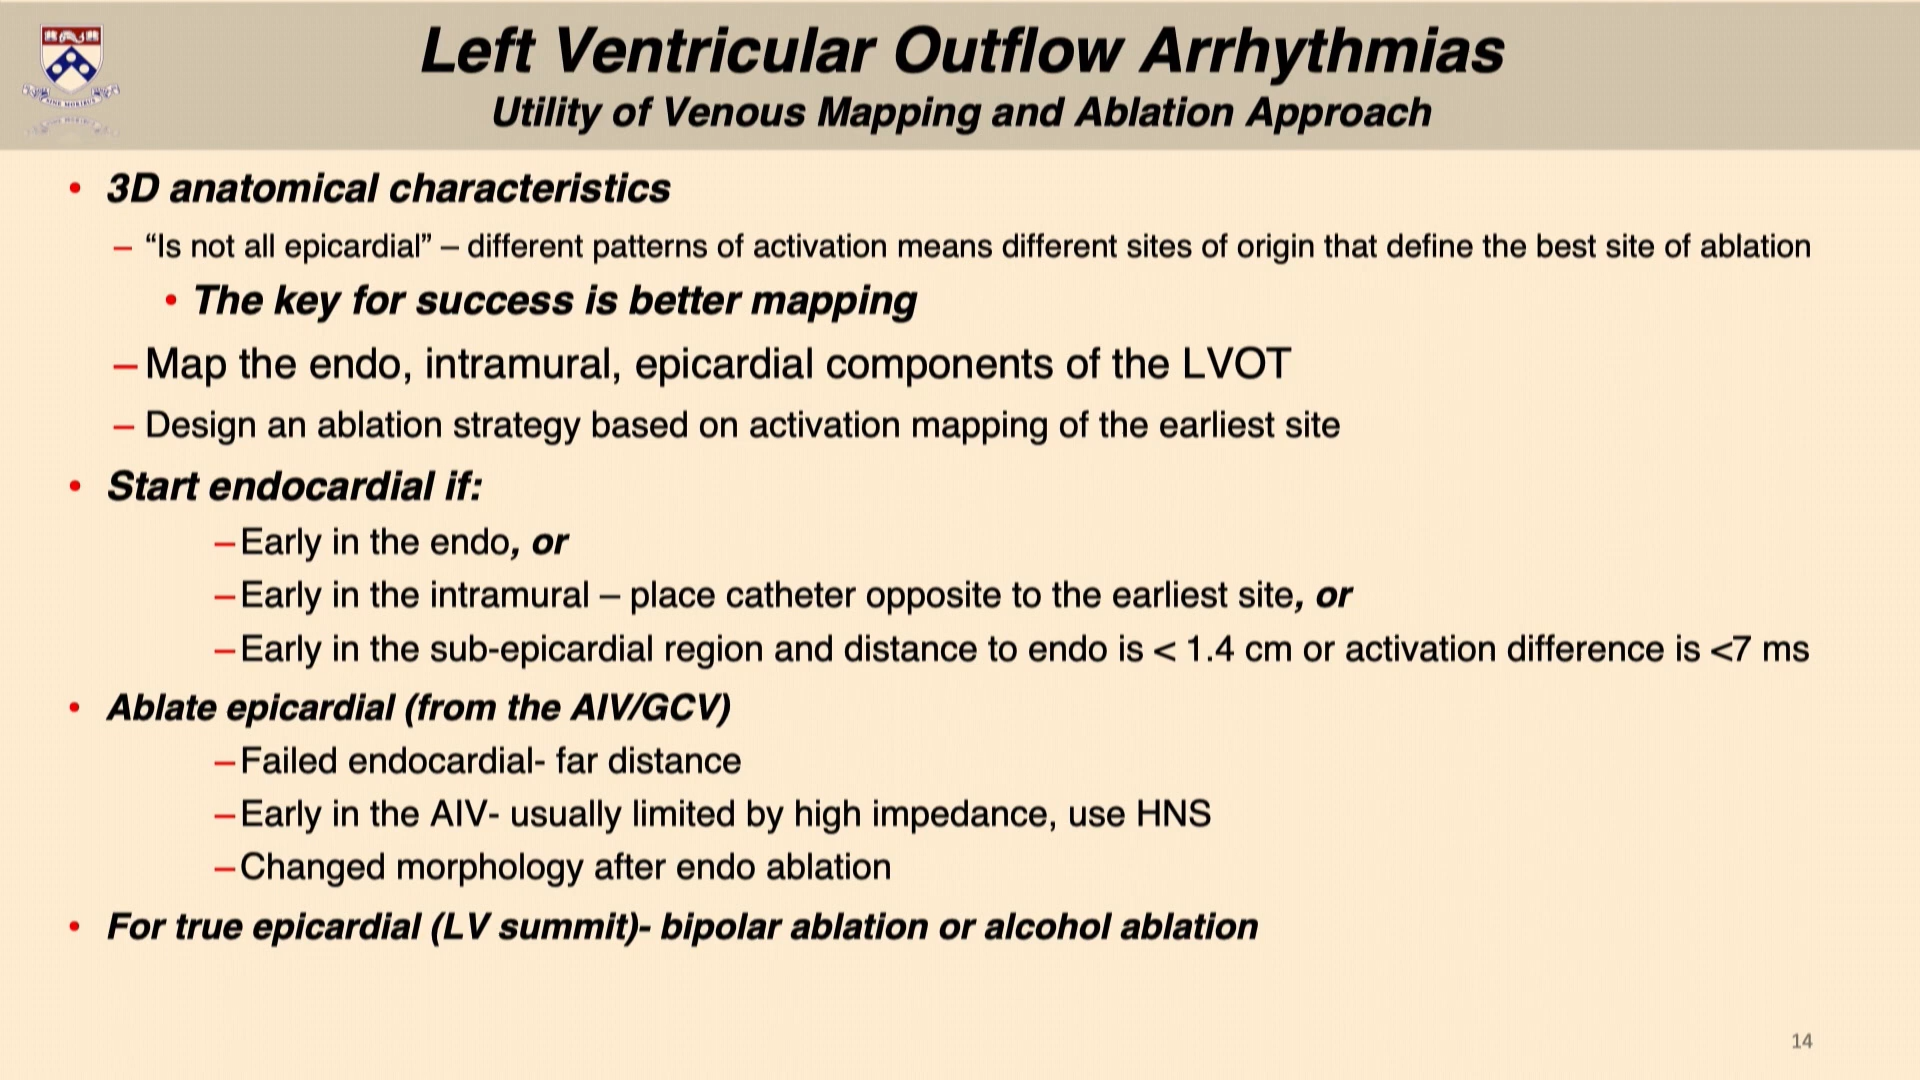 Left Ventricular Outflow Arrhythmias
Utility of Venous Mapping and Ablation Approach
• 3D anatomical characteristics
– “Is not all epicardial” – different patterns of activation means different sites of origin that define the best site of ablation
• The key for success is better mapping
– Map the endo, intramural, epicardial components of the LVOT
– Design an ablation strategy based on activation mapping of the earliest site
• Start endocardial if:
– Early in the endo, or
– Early in the intramural – place catheter opposite to the earliest site, or
– Early in the sub-epicardial region and distance to endo is < 1.4 cm or activation difference is <7 ms
• Ablate epicardial (from the AIV/GCV)
– Failed endocardial- far distance
– Early in the AIV- usually limited by high impedance, use HNS
– Changed morphology after endo ablation
• For true epicardial (LV summit)- bipolar ablation or alcohol ablation
14